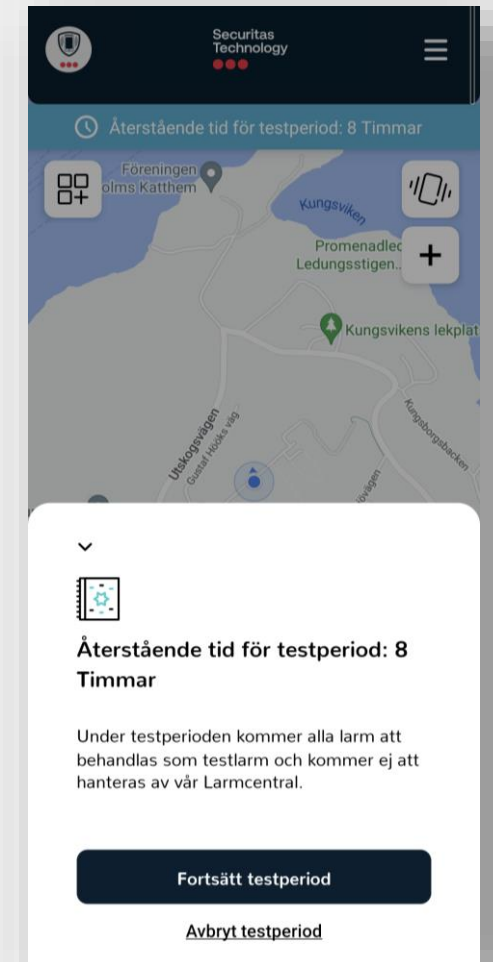 Securitas
Technology
Återstående tid för testperiod: 8 Timmar
Föreningen
olms Katthem
Kungsviken
Promenadled
Ledungsstigen..
Kungsvikens lekplat
Utskogsvägen
Gustaf Hööks väg
Kungsborgsbacken
övägen
Återstående tid för testperiod: 8
Timmar
Under testperioden kommer alla larm att
behandlas som testlarm och kommer ej att
hanteras av vår Larmcentral.
Fortsätt testperiod
Avbryt testperiod